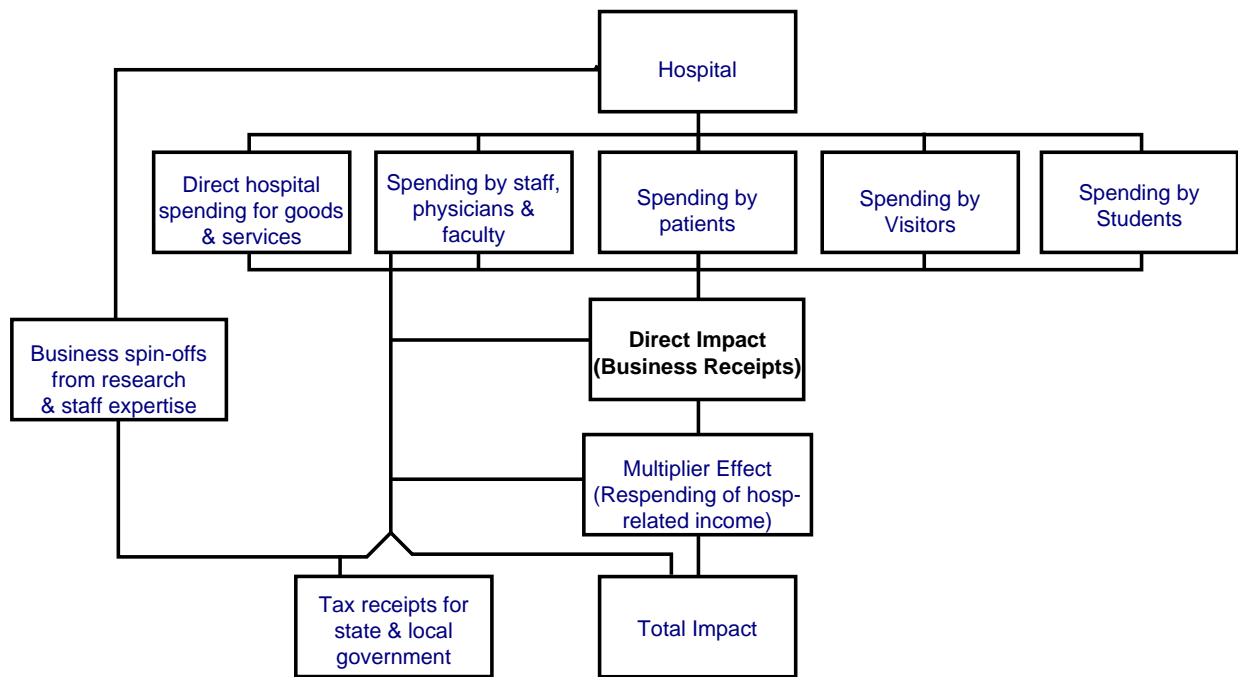 Hospital
Direct hospital
spending for goods
& services
Spending by staff,
physicians &
faculty
Spending by
patients
Spending by
Visitors
Spending by
Students
Business spin-offs
from research
& staff expertise
Direct Impact
(Business Receipts)
Multiplier Effect
(Respending of hosp-
related income)
Tax receipts for
state & local
government
Total Impact